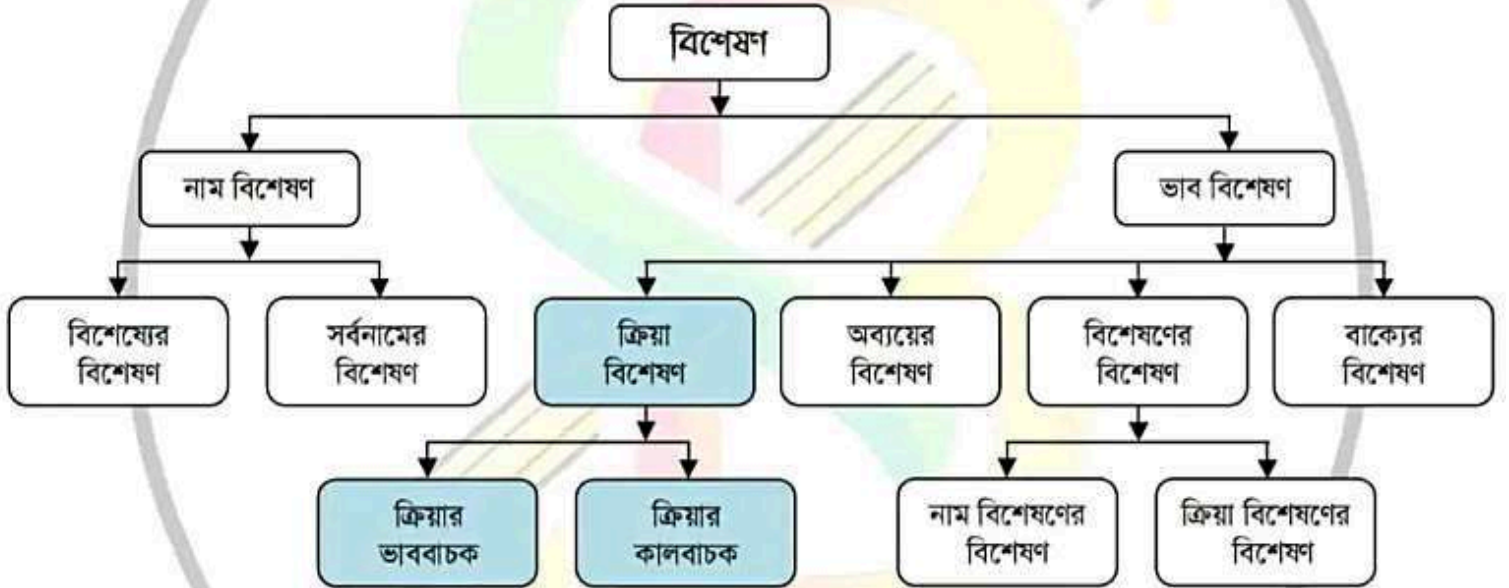 বিশেষণ
নাম বিশেষণ
ভাব বিশেষণ
বিশেষ্যের
বিশেষণ
সর্বনামের
বিশেষণ
ক্রিয়া
বিশেষণ
অব্যয়ের
বিশেষণ
বিশেষণের
বিশেষণ
বাক্যের
বিশেষণ
ক্রিয়ার
ভাববাচক
ক্রিয়ার
কালবাচক
নাম বিশেষণের
বিশেষণ
ক্রিয়া বিশেষণের
বিশেষণ